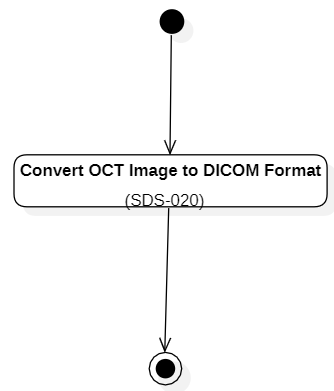 Convert OCT Image to DICOM Format
(SDS-020)